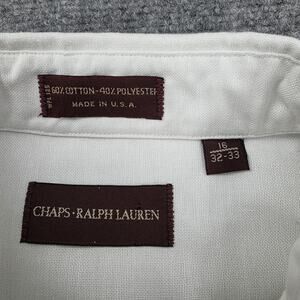 60% COTTON-40% POLYESTER
MADE IN U.S.A.
16
32-33
CHAPS·RALPH LAUREN